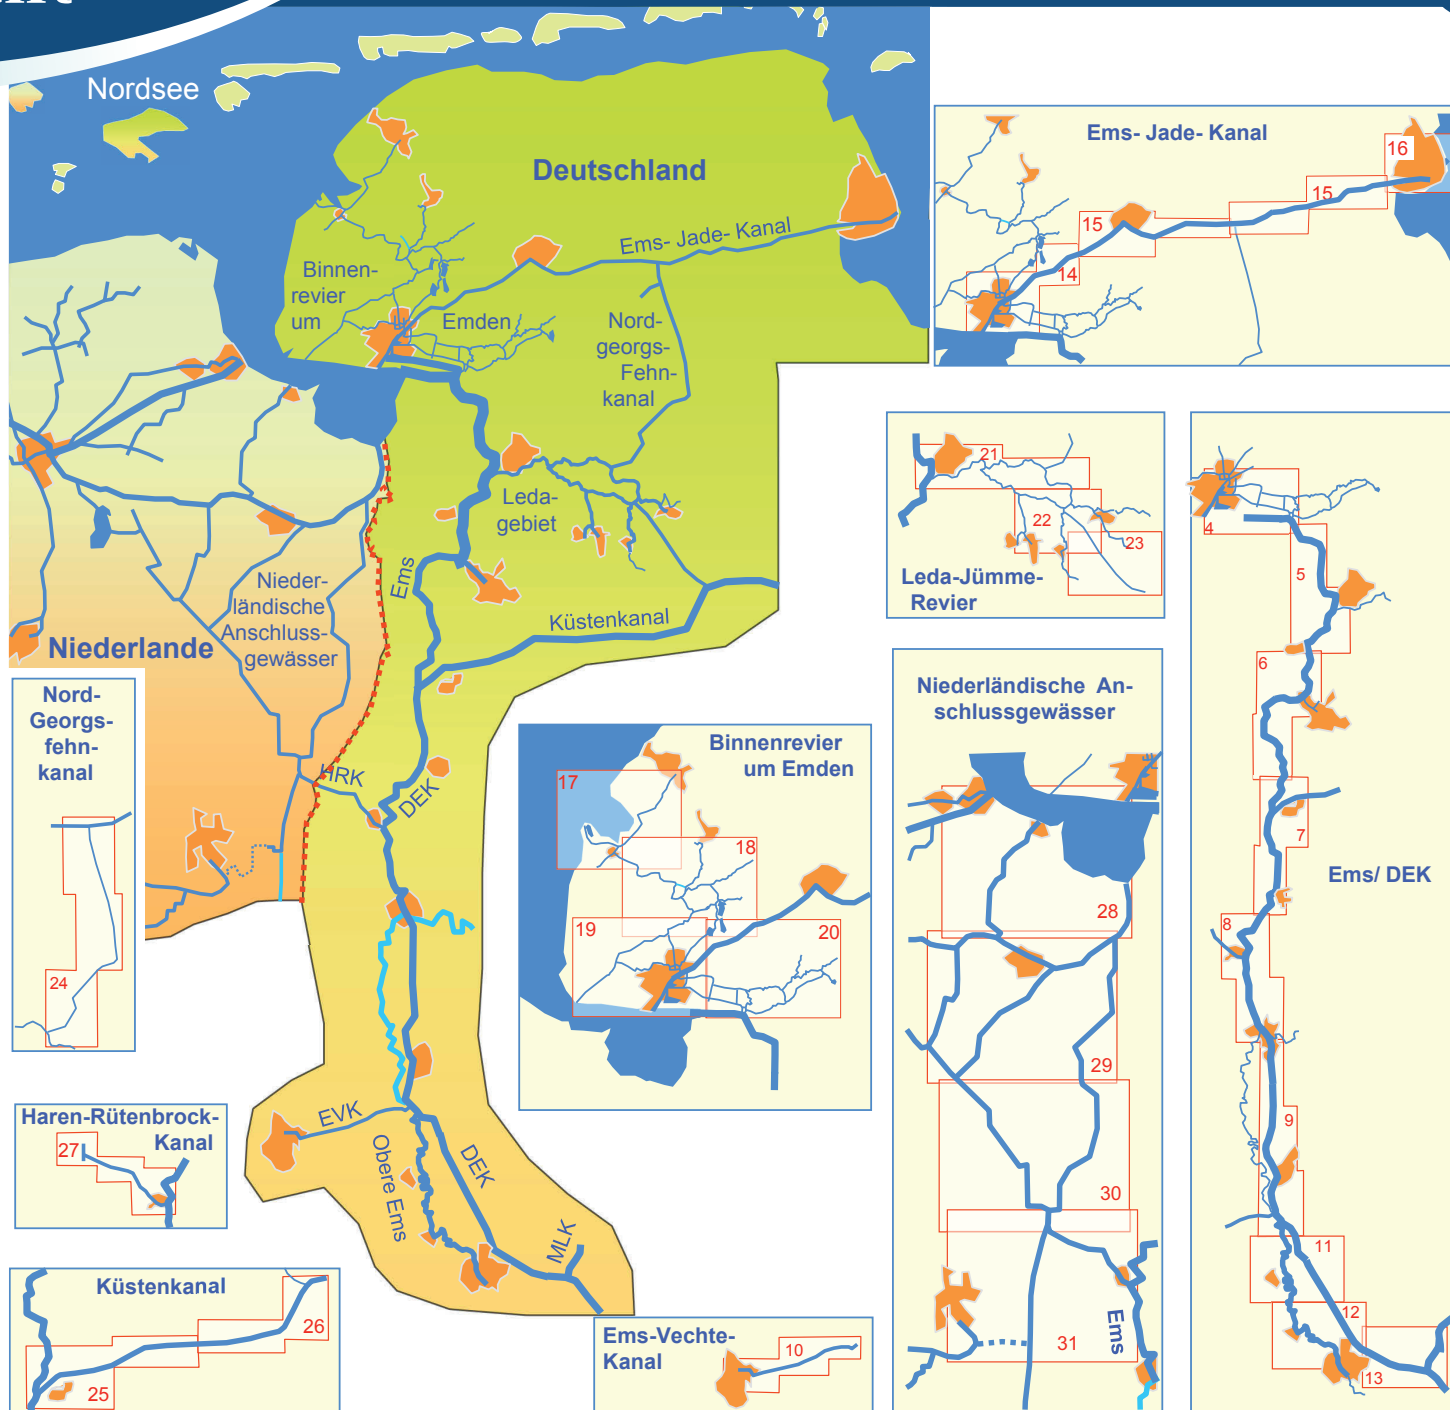 Nordsee
Deutschland
Binnen-
revier
um
Emden
Ems- Jade- Kanal
Nord-
georgs-
Fehn-
kanal
Leda-
gebiet
Ems
Küstenkanal
Nieder-
ländische
Anschluss-
gewässer
Niederlande
HRK
DEK
EVK
Obere Ems
DEK
MLK
Ems- Jade- Kanal
16
15
15
14
21
22
23
Leda-Jümme-
Revier
Nord-
Georgs-
fehn-
kanal
24
Binnenrevier
um Emden
17
18
19
20
Niederländische An-
schlussgewässer
28
29
30
31
Ems
4
5
6
7
Ems/ DEK
8
9
11
12
13
Haren-Rütenbrock-
Kanal
27
Küstenkanal
26
25
Ems-Vechte-
Kanal
10